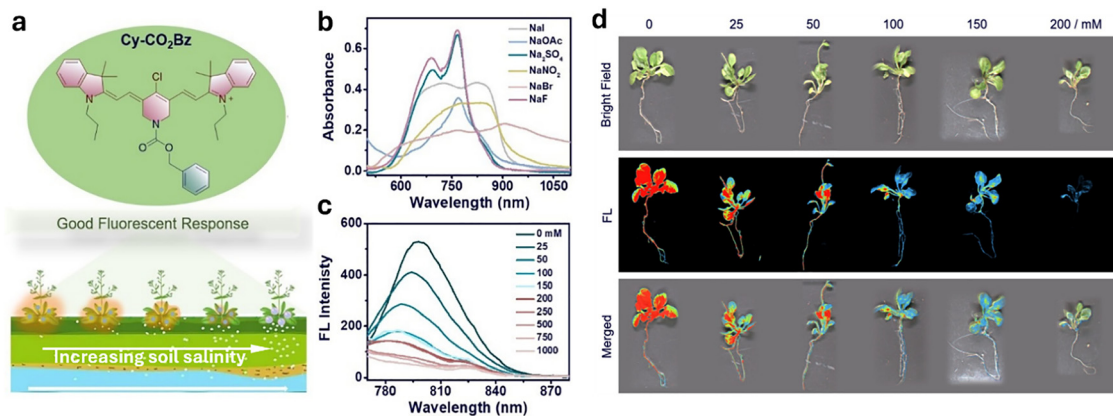 a
Cy-CO₂Bz
Cl
N
N
+
N
O
O
Good Fluorescent Response
Increasing soil salinity
b
Absorbance
0.6
0.4
0.2
0.0
600
750
900
1050
Wavelength (nm)
NaI
NaOAc
Na₂SO₄
NaNO₂
NaBr
NaF
c
FL Intenisty
600
400
200
0
780
810
840
870
Wavelength (nm)
0 mM
25
50
100
150
200
250
500
750
1000
d
0 25 50 100 150 200 / mM
Bright Field
FL
Merged